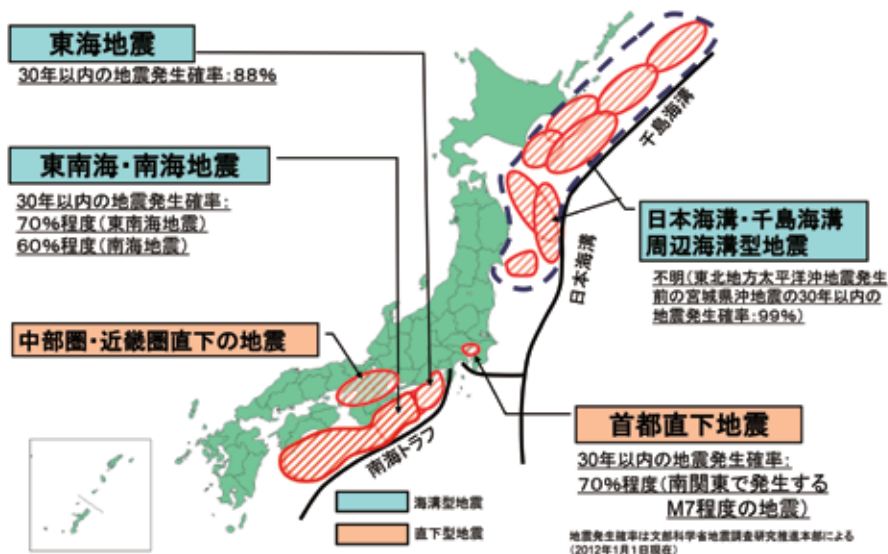 東海地震
30年以内の地震発生確率:88%
東南海・南海地震
30年以内の地震発生確率:
70%程度(東南海地震)
60%程度(南海地震)
千島海溝
日本海溝・千島海溝
周辺海溝型地震
不明(東北地方太平洋沖地震発生
前の宮城県沖地震の30年以内の
地震発生確率:99%)
日本海溝
中部圏・近畿圏直下の地震
首都直下地震
30年以内の地震発生確率:
70%程度(南関東で発生する
M7程度の地震)
南海トラフ
海溝型地震
直下型地震
地震発生確率は文部科学省地震調査研究推進本部による
(2012年1月1日現在)